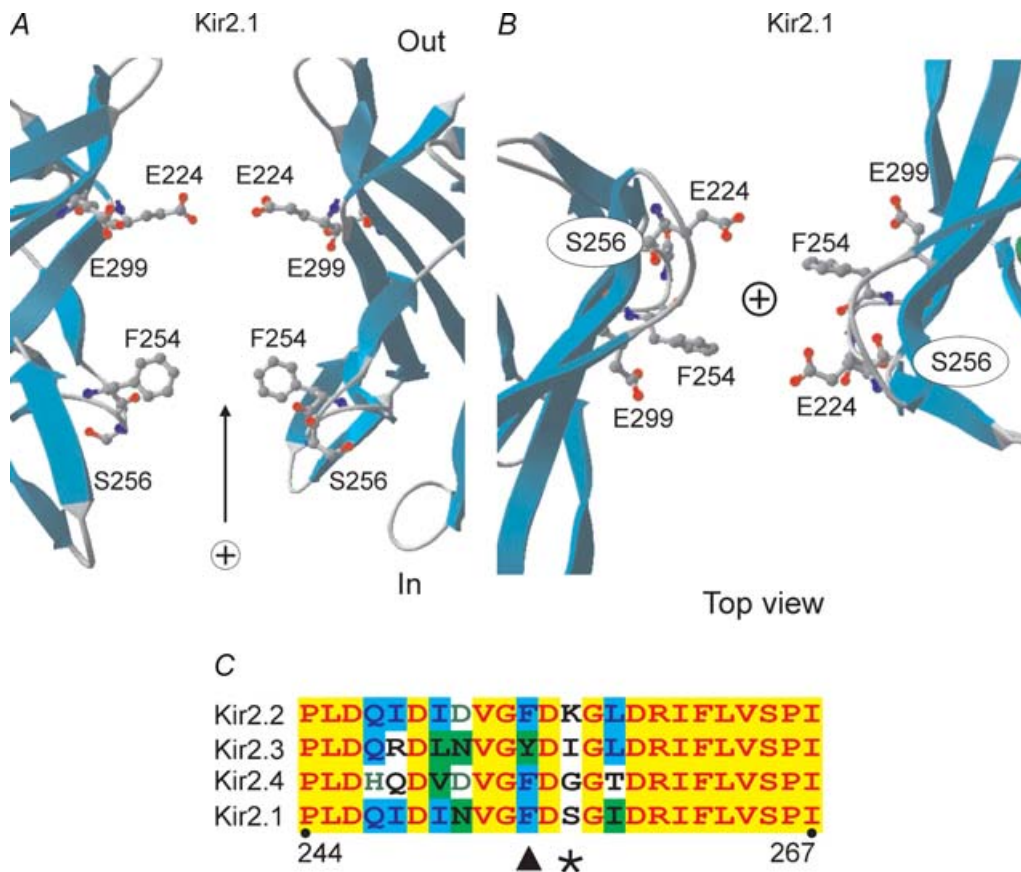 A Kir2.1 Out
E224 E224
E299 E299
F254 F254
S256 S256
+
In
B Kir2.1
E224 E299
S256 F254
+
F254 S256
E299 E224
Top view
C
Kir2.2 PLDQIDIDVGFDKGLDRIFLVSPI
Kir2.3 PLDQRDLNVGYDIGLDRIFLVSPI
Kir2.4 PLDHQDVDVGFDGGTDRIFLVSPI
Kir2.1 PLDQIDINVGFDSGIDRIFLVSPI
244 ▲ * 267